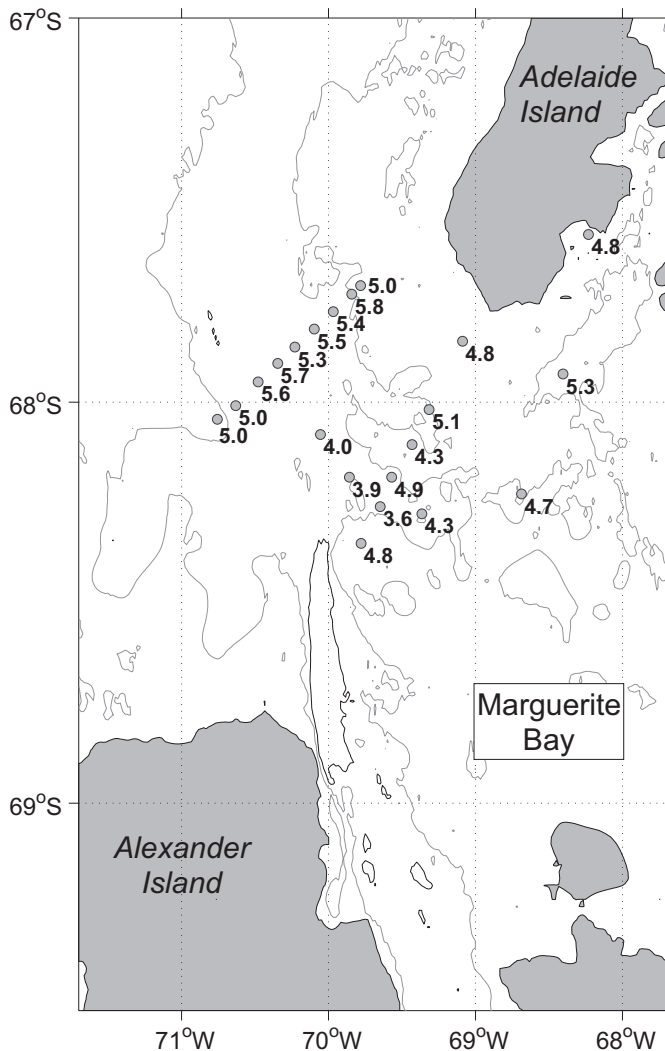 67°S
Adelaide
Island
4.8
5.0
5.8
5.4
5.5
4.8
5.3
5.7
5.3
5.6
68°S
5.0
5.1
5.0
4.0
4.3
3.9
4.9
4.7
3.6
4.3
4.8
Marguerite
Bay
69°S
Alexander
Island
71°W
70°W
69°W
68°W